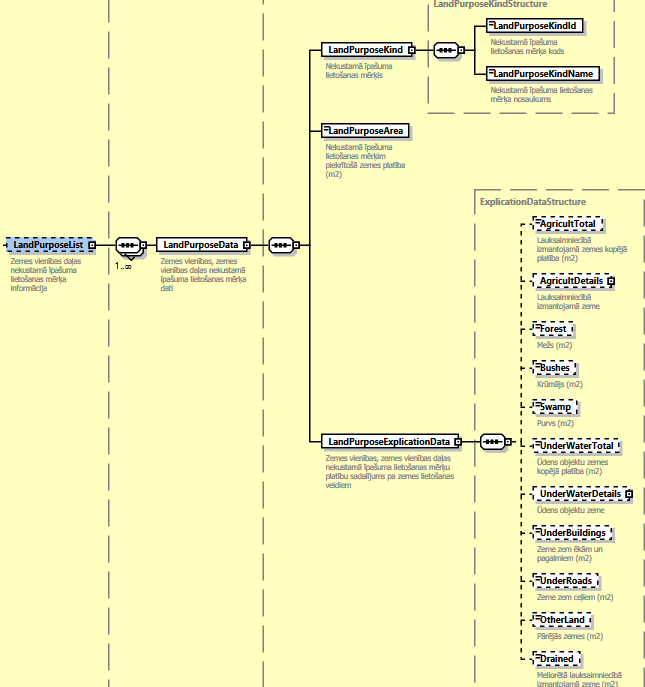 LandPurposeKindStructure
LandPurposeKindId
Nekustamā īpašuma
lietošanas mērķa kods
LandPurposeKind
Nekustamā īpašuma
lietošanas mērķis
LandPurposeKindName
Nekustamā īpašuma lietošanas
mērķa nosaukums
LandPurposeArea
Nekustamā īpašuma
lietošanas mērķim
piekrītošā zemes platība
(m2)
LandPurposeList
Zemes vienības daļas
nekustamā īpašuma
lietošanas mērķa
informācija
1..∞
LandPurposeData
Zemes vienības, zemes
vienības daļas nekustamā
īpašuma lietošanas mērķa
dati
LandPurposeExplicationData
Zemes vienības, zemes vienības daļas
nekustamā īpašuma lietošanas mērķu
platību sadalījums pa zemes lietošanas
veidiem
ExplicationDataStructure
AgricultTotal
Lauksaimniecībā
izmantojamā zemes kopējā
platība (m2)
AgricultDetails
Lauksaimniecībā
izmantojamā zeme
Forest
Mežs (m2)
Bushes
Krūmājs (m2)
Swamp
Purvs (m2)
UnderWaterTotal
Ūdens objektu zemes
kopējā platība (m2)
UnderWaterDetails
Ūdens objektu zeme
UnderBuildings
Zeme zem ēkām un
pagalmiem (m2)
UnderRoads
Zeme zem ceļiem (m2)
OtherLand
Pārējās zemes (m2)
Drained
Meliorētā lauksaimniecībā
izmantojamā zeme (m2)